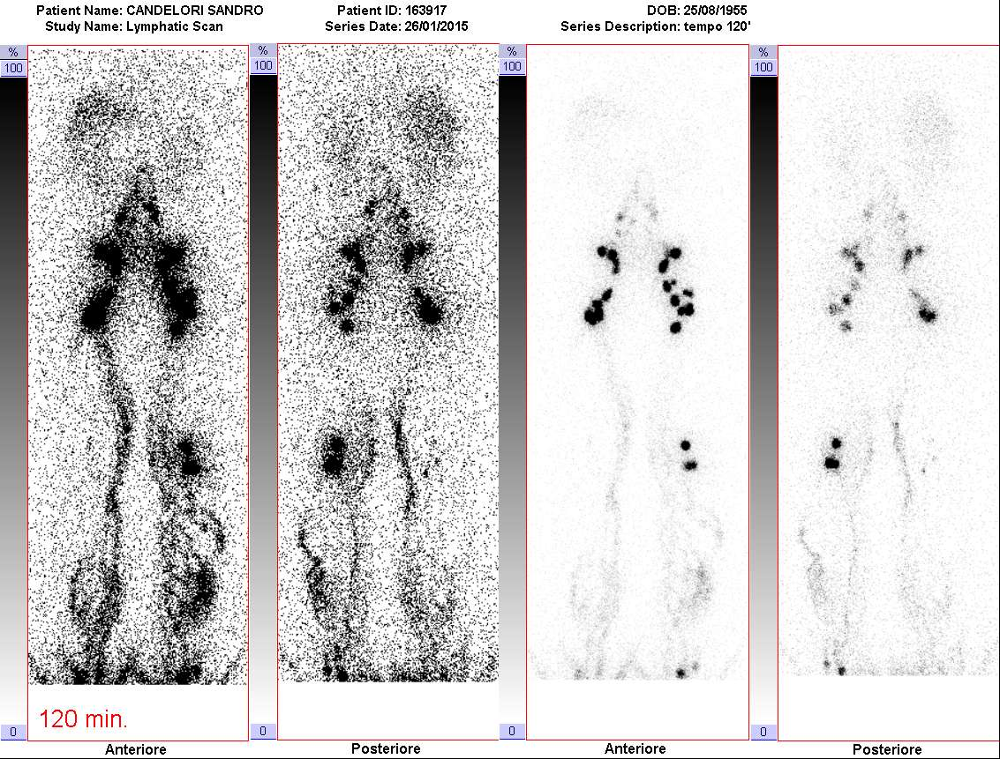 Patient Name: CANDELORI SANDRO Patient ID: 163917 DOB: 25/08/1955
Study Name: Lymphatic Scan Series Date: 26/01/2015 Series Description: tempo 120'
% % % %
100 100 100 100
120 min.
0 0 0 0
Anteriore Posteriore Anteriore Posteriore